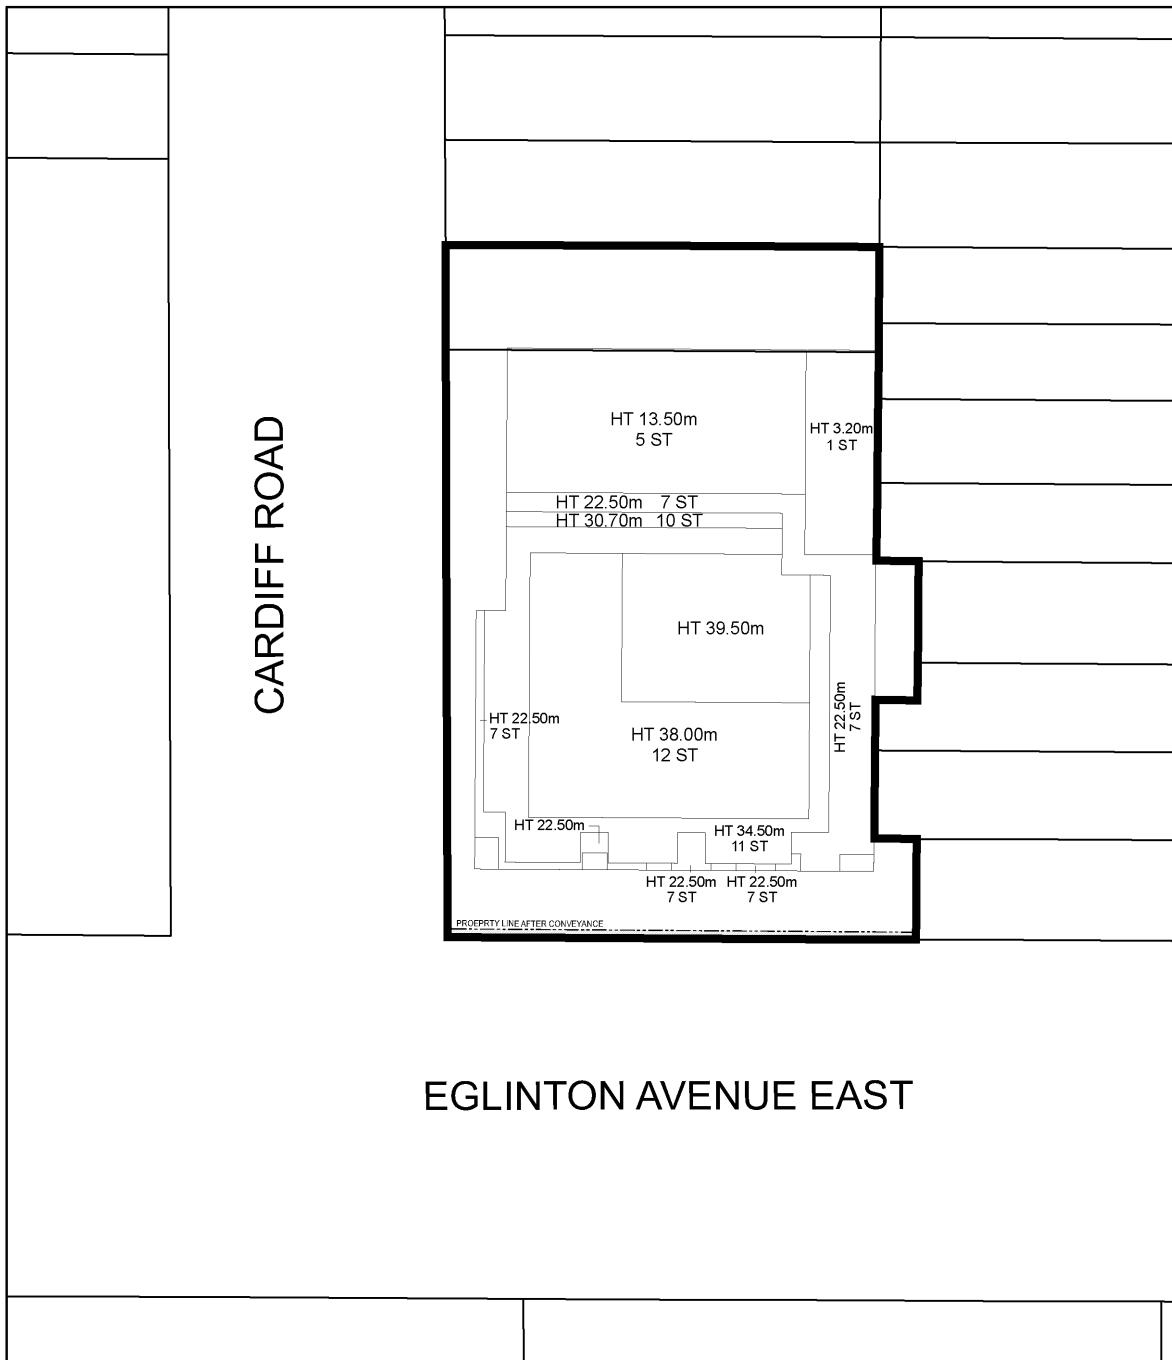 HT 13.50m
5 ST
HT 3.20m
1 ST
HT 22.50m 7 ST
HT 30.70m 10 ST
CARDIFF ROAD
HT 39.50m
HT 22.50m
7 ST
HT 22.50m
7 ST
HT 38.00m
12 ST
HT 22.50m
HT 34.50m
11 ST
HT 22.50m
7 ST
HT 22.50m
7 ST
PROEPRTY LINE AFTER CONVEYANCE
EGLINTON AVENUE EAST